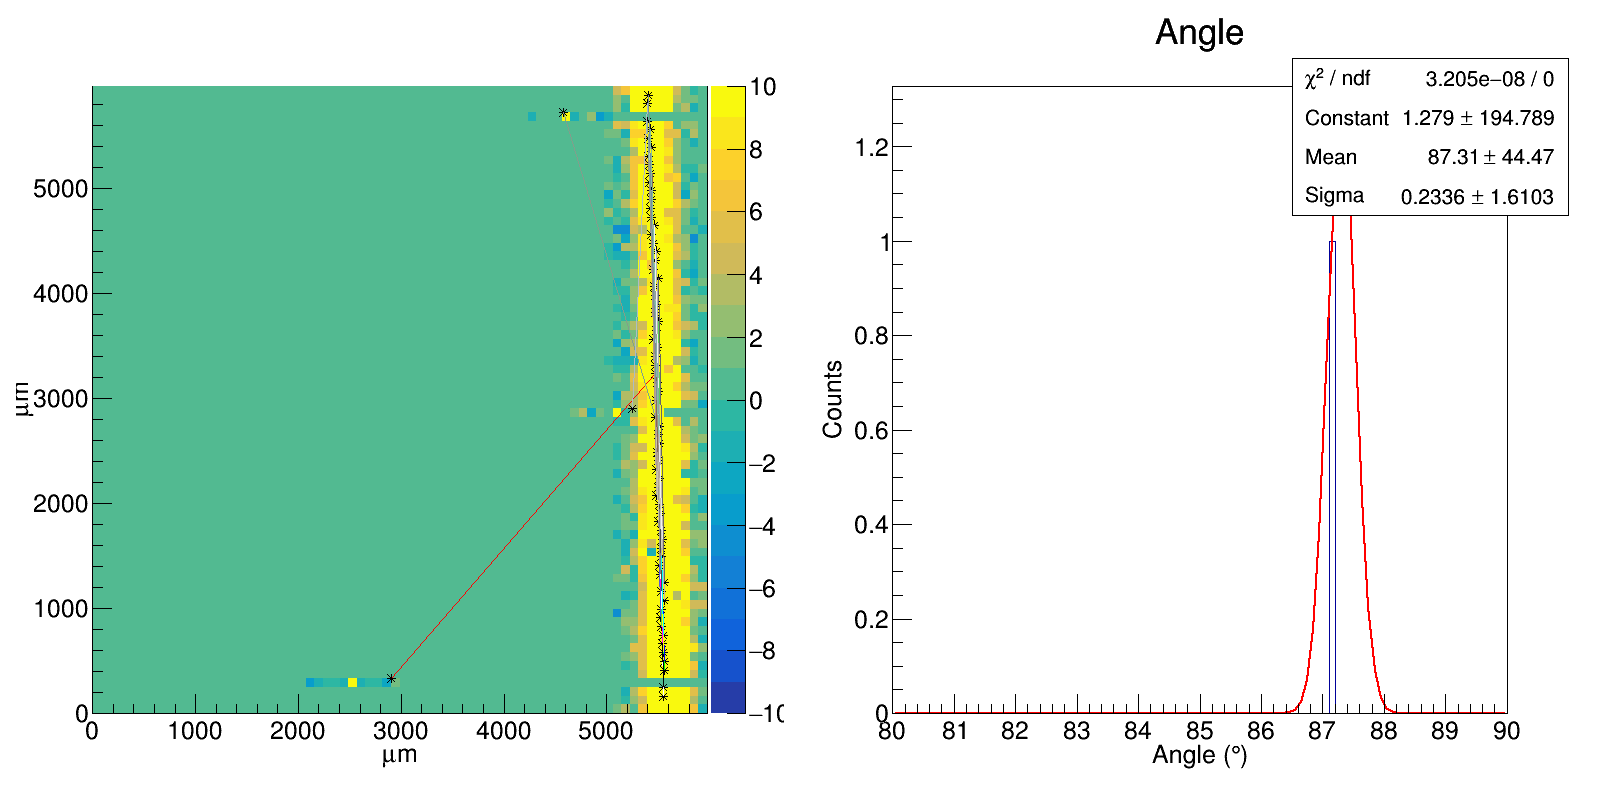 Angle
χ² / ndf 3.205e−08 / 0
Constant 1.279 ± 194.789
Mean 87.31 ± 44.47
Sigma 0.2336 ± 1.6103
10
8
6
4
2
0
−2
−4
−6
−8
−10
5000
4000
3000
2000
1000
0
μm
0 1000 2000 3000 4000 5000
μm
1.2
1
0.8
0.6
0.4
0.2
0
Counts
80 81 82 83 84 85 86 87 88 89 90
Angle (°)